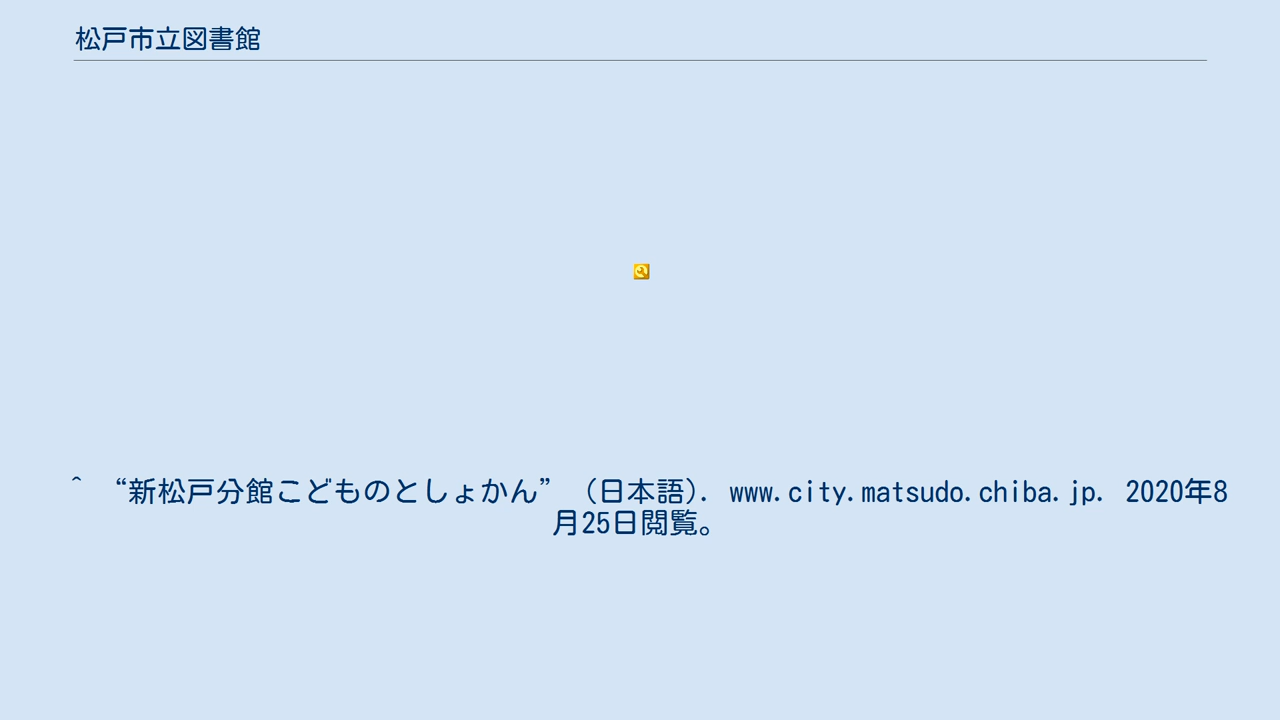 松戸市立図書館
^ “新松戸分館こどものとしょかん” (日本語). www.city.matsudo.chiba.jp. 2020年8
月25日閲覧。